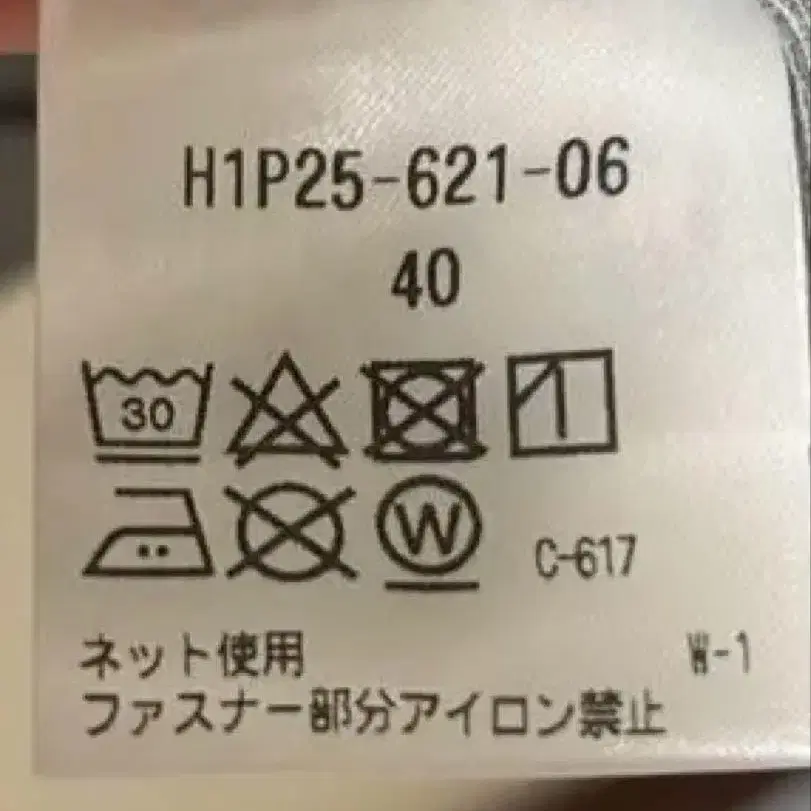 H1P25-621-06
40
30
W C-617
ネット使用 W-1
ファスナー部分アイロン禁止